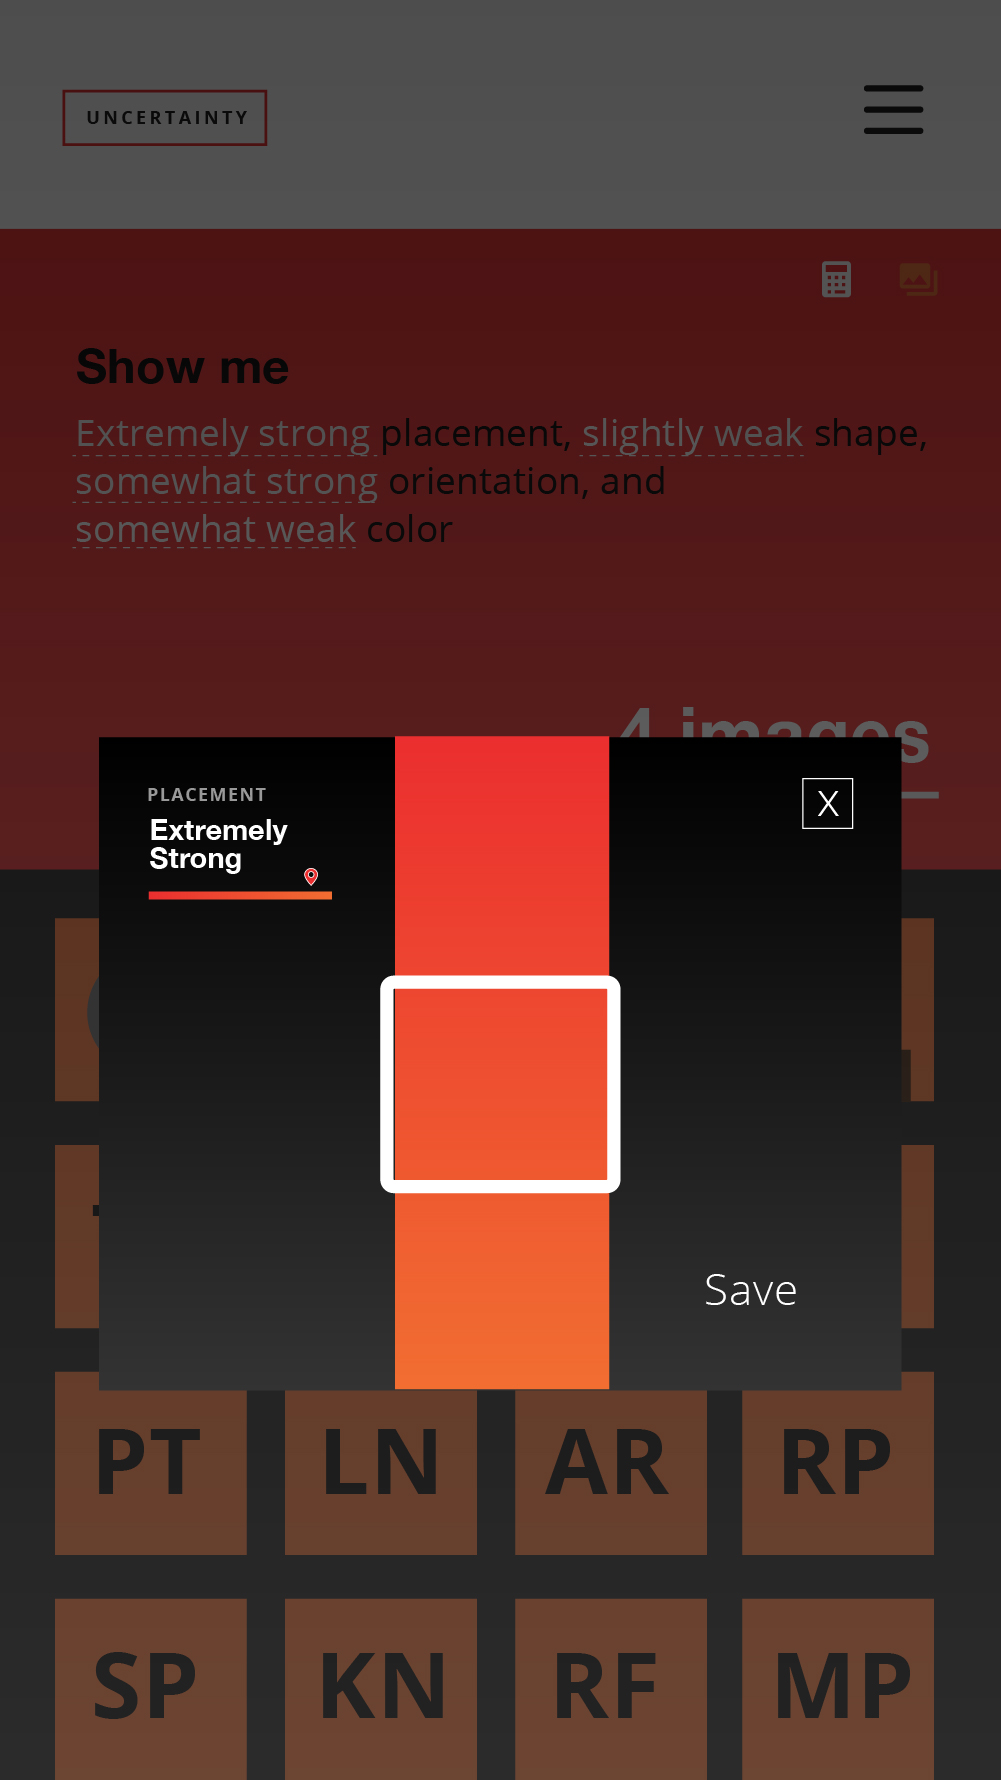 UNCERTAINTY
Show me
Extremely strong placement, slightly weak shape,
somewhat strong orientation, and
somewhat weak color
4 images
PLACEMENT
Extremely
Strong
X
Save
PT LN AR RP
SP KN RF MP